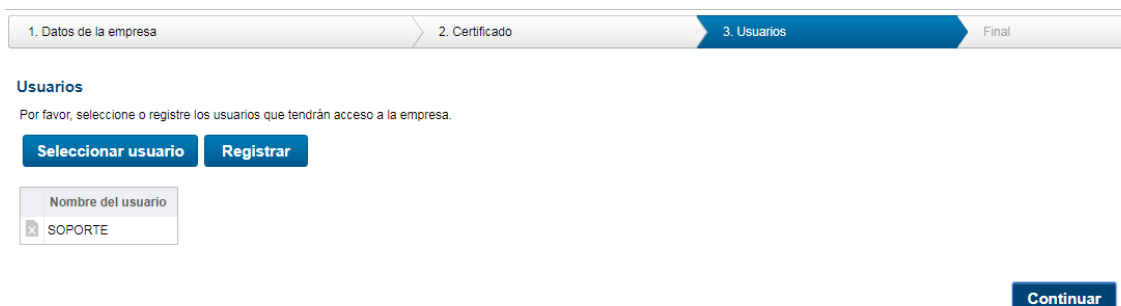 1. Datos de la empresa
2. Certificado
3. Usuarios
Final
Usuarios
Por favor, seleccione o registre los usuarios que tendrán acceso a la empresa.
Seleccionar usuario
Registrar
Nombre del usuario
SOPORTE
Continuar